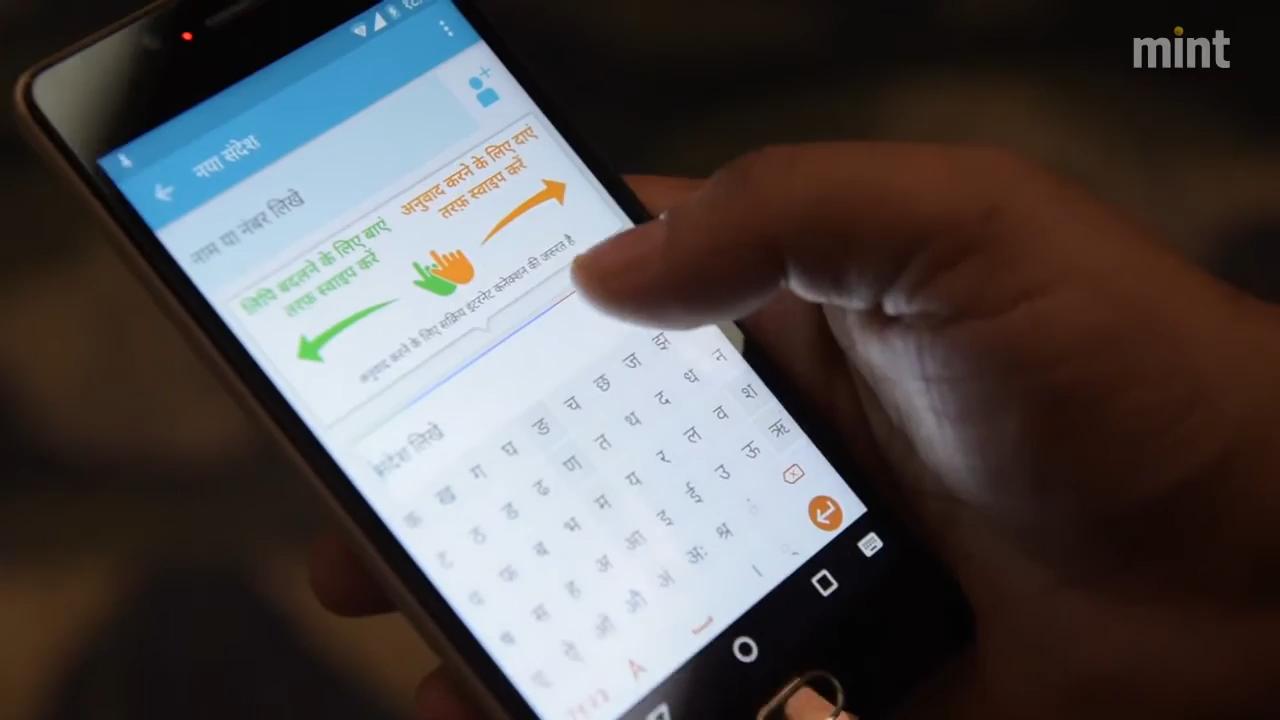 mint
नया संदेश
नाम या नंबर लिखे
लिपि बदलने के लिए बाएं
तरफ़ स्वाइप करें
अनुवाद करने के लिए दाएं
तरफ़ स्वाइप करें
अनुवाद करने के लिए सक्रिय इंटरनेट कनेक्शन की जरूरत है
संदेश लिखे
क ख ग घ ङ च छ ज झ
ट ठ ड ढ ण त थ द ध न
प फ ब भ म य र ल व श
ष स ह अ आ इ ई उ ऊ ऋ
ओ औ अं अः श्र
A